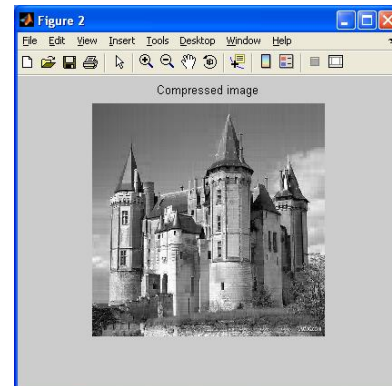 Figure 2
File Edit View Insert Tools Desktop Window Help
Compressed image